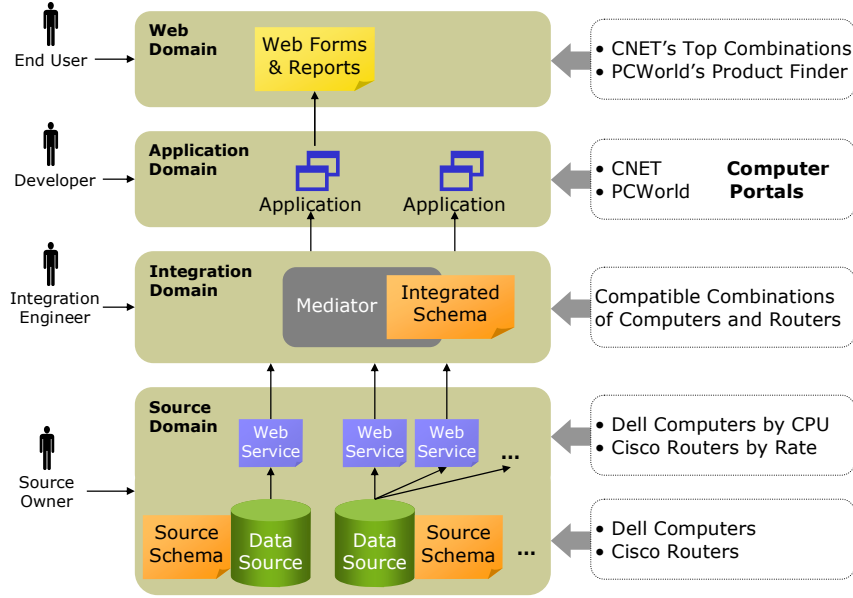 End User
Web
Domain
Web Forms
& Reports
• CNET's Top Combinations
• PCWorld's Product Finder
Developer
Application
Domain
Application
Application
• CNET
• PCWorld
Computer
Portals
Integration
Engineer
Integration
Domain
Mediator
Integrated
Schema
Compatible Combinations
of Computers and Routers
Source
Owner
Source
Domain
Web
Service
Web
Service
Web
Service
...
• Dell Computers by CPU
• Cisco Routers by Rate
Source
Schema
Data
Source
Data
Source
Source
Schema
...
• Dell Computers
• Cisco Routers